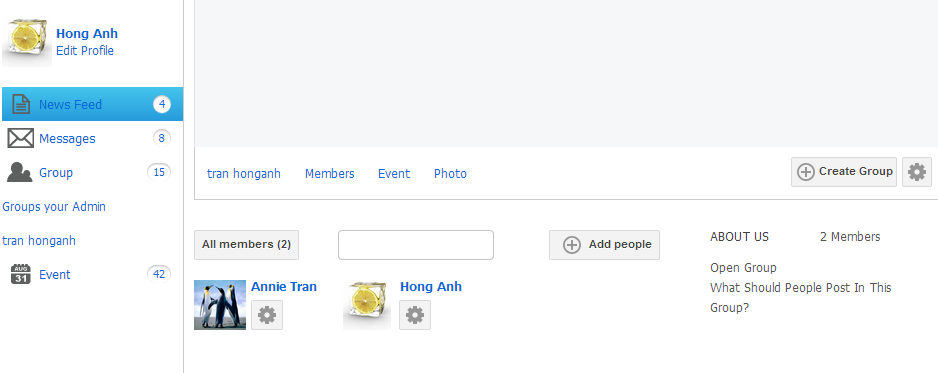 Hong Anh
Edit Profile
News Feed 4
Messages 8
Group 15
Groups your Admin
tran honganh
AUG 31 Event 42
tran honganh Members Event Photo Create Group
All members (2) Add people
Annie Tran Hong Anh
ABOUT US 2 Members
Open Group
What Should People Post In This
Group?